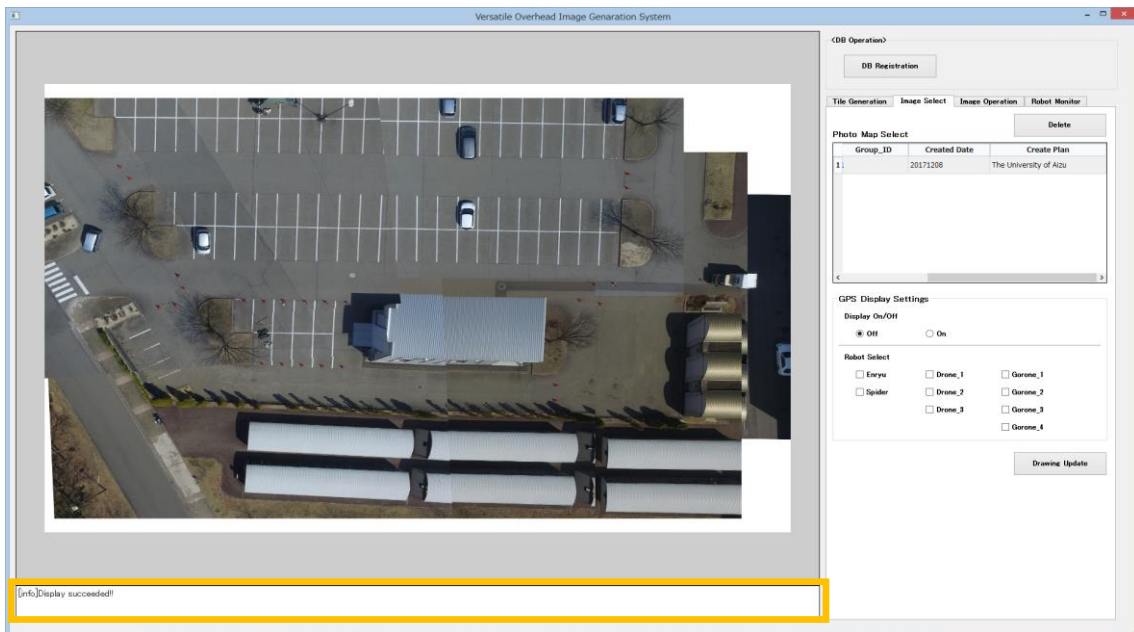 Versatile Overhead Image Genaration System
<DB Operation>
DB Registration
Tile Generation Image Select Image Operation Robot Monitor
Delete
Photo Map Select
Group_ID Created Date Create Plan
1 20171208 The University of Aizu
GPS Display Settings
Display On/Off
Off On
Robot Select
Enryu Drone_1 Gorone_1
Spider Drone_2 Gorone_2
Drone_3 Gorone_3
Gorone_4
Drawing Update
[info]Display succeeded!!